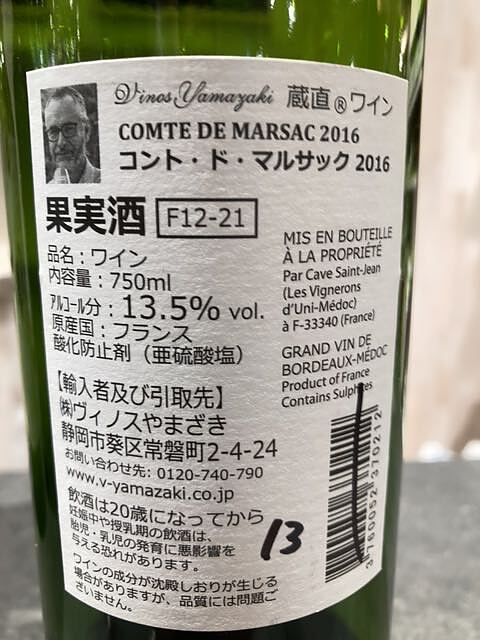 Vinos Yamazaki 蔵直®ワイン
COMTE DE MARSAC 2016
コント・ド・マルサック 2016
果実酒 F12-21
品名：ワイン
内容量：750ml
アルコール分：13.5% vol.
原産国：フランス
酸化防止剤（亜硫酸塩）
MIS EN BOUTEILLE
À LA PROPRIÉTÉ
Par Cave Saint-Jean
(Les Vignerons
d'Uni-Médoc)
à F-33340 (France)
GRAND VIN DE
BORDEAUX-MÉDOC
Product of France
Contains Sulphites
【輸入者及び引取先】
㈱ヴィノスやまざき
静岡市葵区常磐町2-4-24
お問い合わせ先: 0120-740-790
www.v-yamazaki.co.jp
飲酒は20歳になってから
妊娠中や授乳期の飲酒は、
胎児・乳児の発育に悪影響を
与える恐れがあります。
ワインの成分が沈殿しおりが生じる
場合がありますが、品質には問題ご
ざいません。
13
3 760052 370212